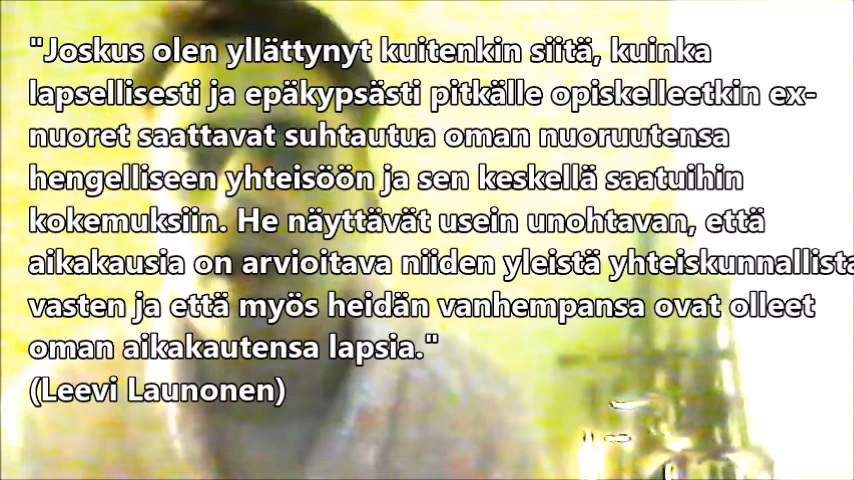 "Joskus olen yllättynyt kuitenkin siitä, kuinka
lapsellisesti ja epäkypsästi pitkälle opiskelleetkin ex-
nuoret saattavat suhtautua oman nuoruutensa
hengelliseen yhteisöön ja sen keskellä saatuihin
kokemuksiin. He näyttävät usein unohtavan, että
aikakausia on arvioitava niiden yleistä yhteiskunnallista
vasten ja että myös heidän vanhempansa ovat olleet
oman aikakautensa lapsia."
(Leevi Launonen)